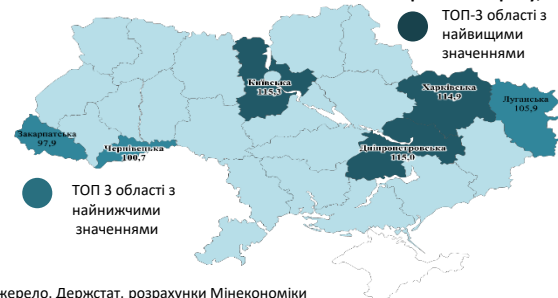 ТОП-3 області з
найвищими
значеннями
Київська
115,3
Харківська
114,9
Луганська
105,9
Закарпатська
97,9
Чернівецька
100,7
Дніпропетровська
115,0
ТОП 3 області з
найнижчими
значеннями
жерело. Держстат, розрахунки Мінекономіки